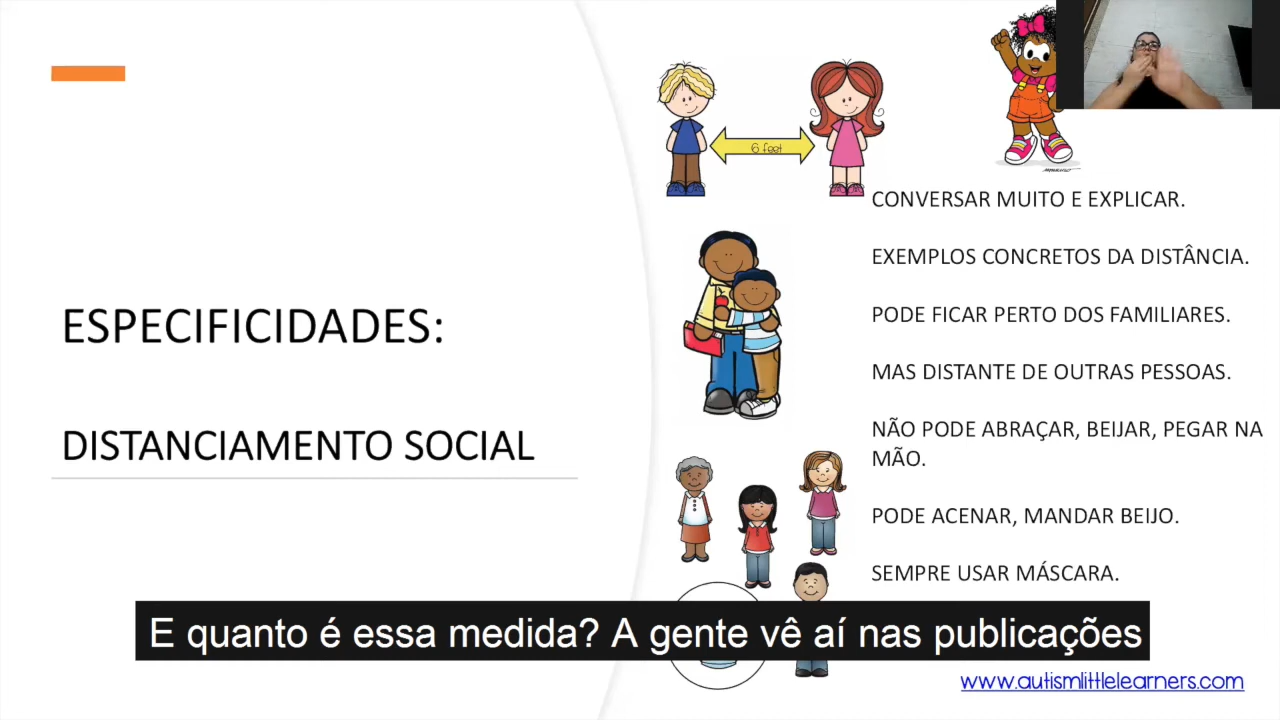 ESPECIFICIDADES:
DISTANCIAMENTO SOCIAL
6 feet
CONVERSAR MUITO E EXPLICAR.
EXEMPLOS CONCRETOS DA DISTÂNCIA.
PODE FICAR PERTO DOS FAMILIARES.
MAS DISTANTE DE OUTRAS PESSOAS.
NÃO PODE ABRAÇAR, BEIJAR, PEGAR NA
MÃO.
PODE ACENAR, MANDAR BEIJO.
SEMPRE USAR MÁSCARA.
E quanto é essa medida? A gente vê aí nas publicações
www.autismlittlelearners.com